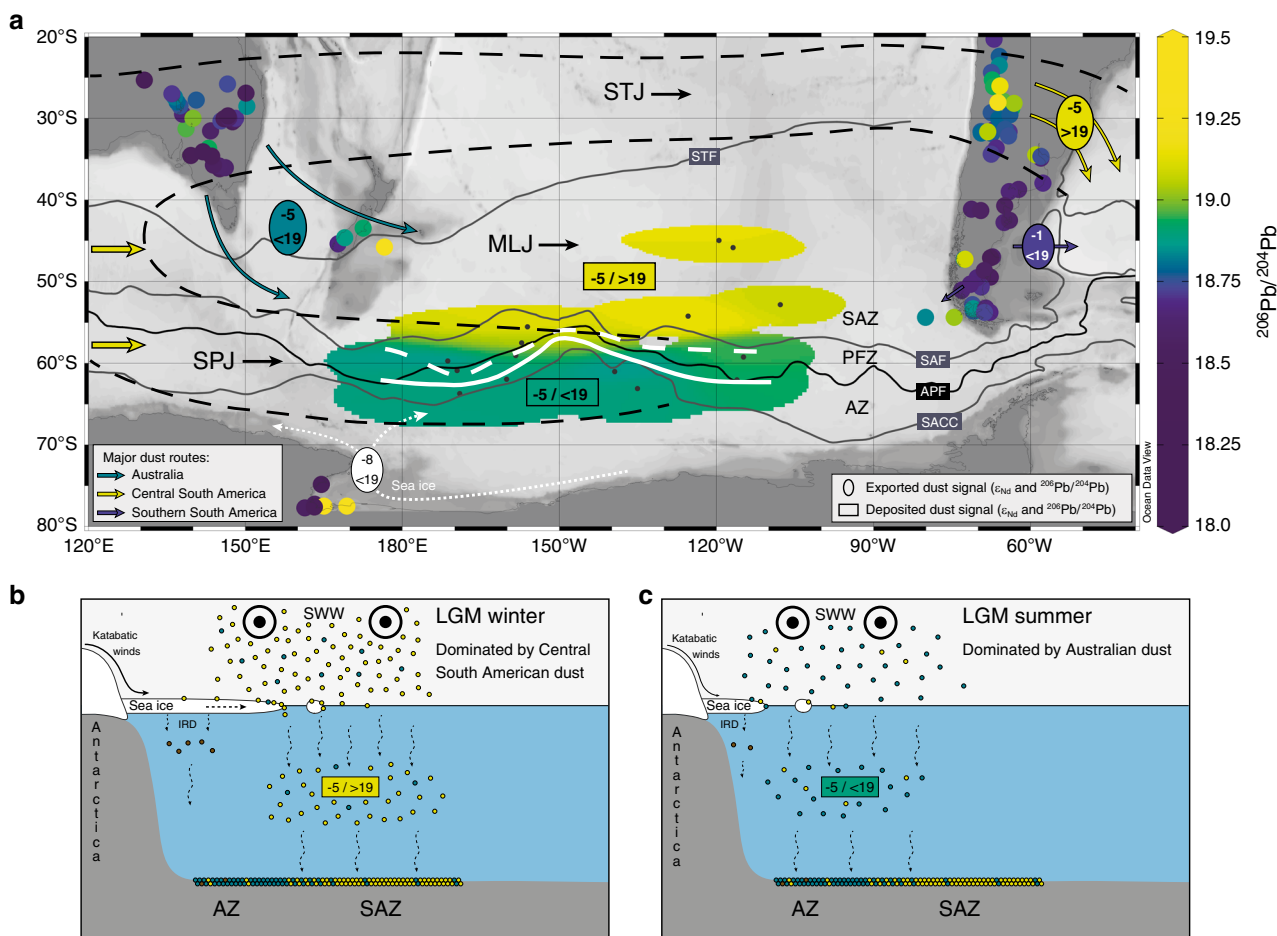 a
20°S
30°S
40°S
50°S
60°S
70°S
80°S
120°E
150°E
180°E
150°W
120°W
90°W
60°W
STJ
STF
MLJ
SPJ
SAZ
PFZ
AZ
SAF
APF
SACC
-5
<19
-5
>19
-1
<19
-8
<19
-5 / >19
-5 / <19
Sea ice
Major dust routes:
Australia
Central South America
Southern South America
Exported dust signal (εNd and 206Pb/204Pb)
Deposited dust signal (εNd and 206Pb/204Pb)
Ocean Data View
19.5
19.25
19.0
18.75
18.5
18.25
18.0
206Pb/204Pb
b
SWW
LGM winter
Dominated by Central
South American dust
Katabatic
winds
Sea ice
IRD
Antarctica
-5 / >19
AZ
SAZ
c
SWW
LGM summer
Dominated by Australian dust
Katabatic
winds
Sea ice
IRD
Antarctica
-5 / <19
AZ
SAZ